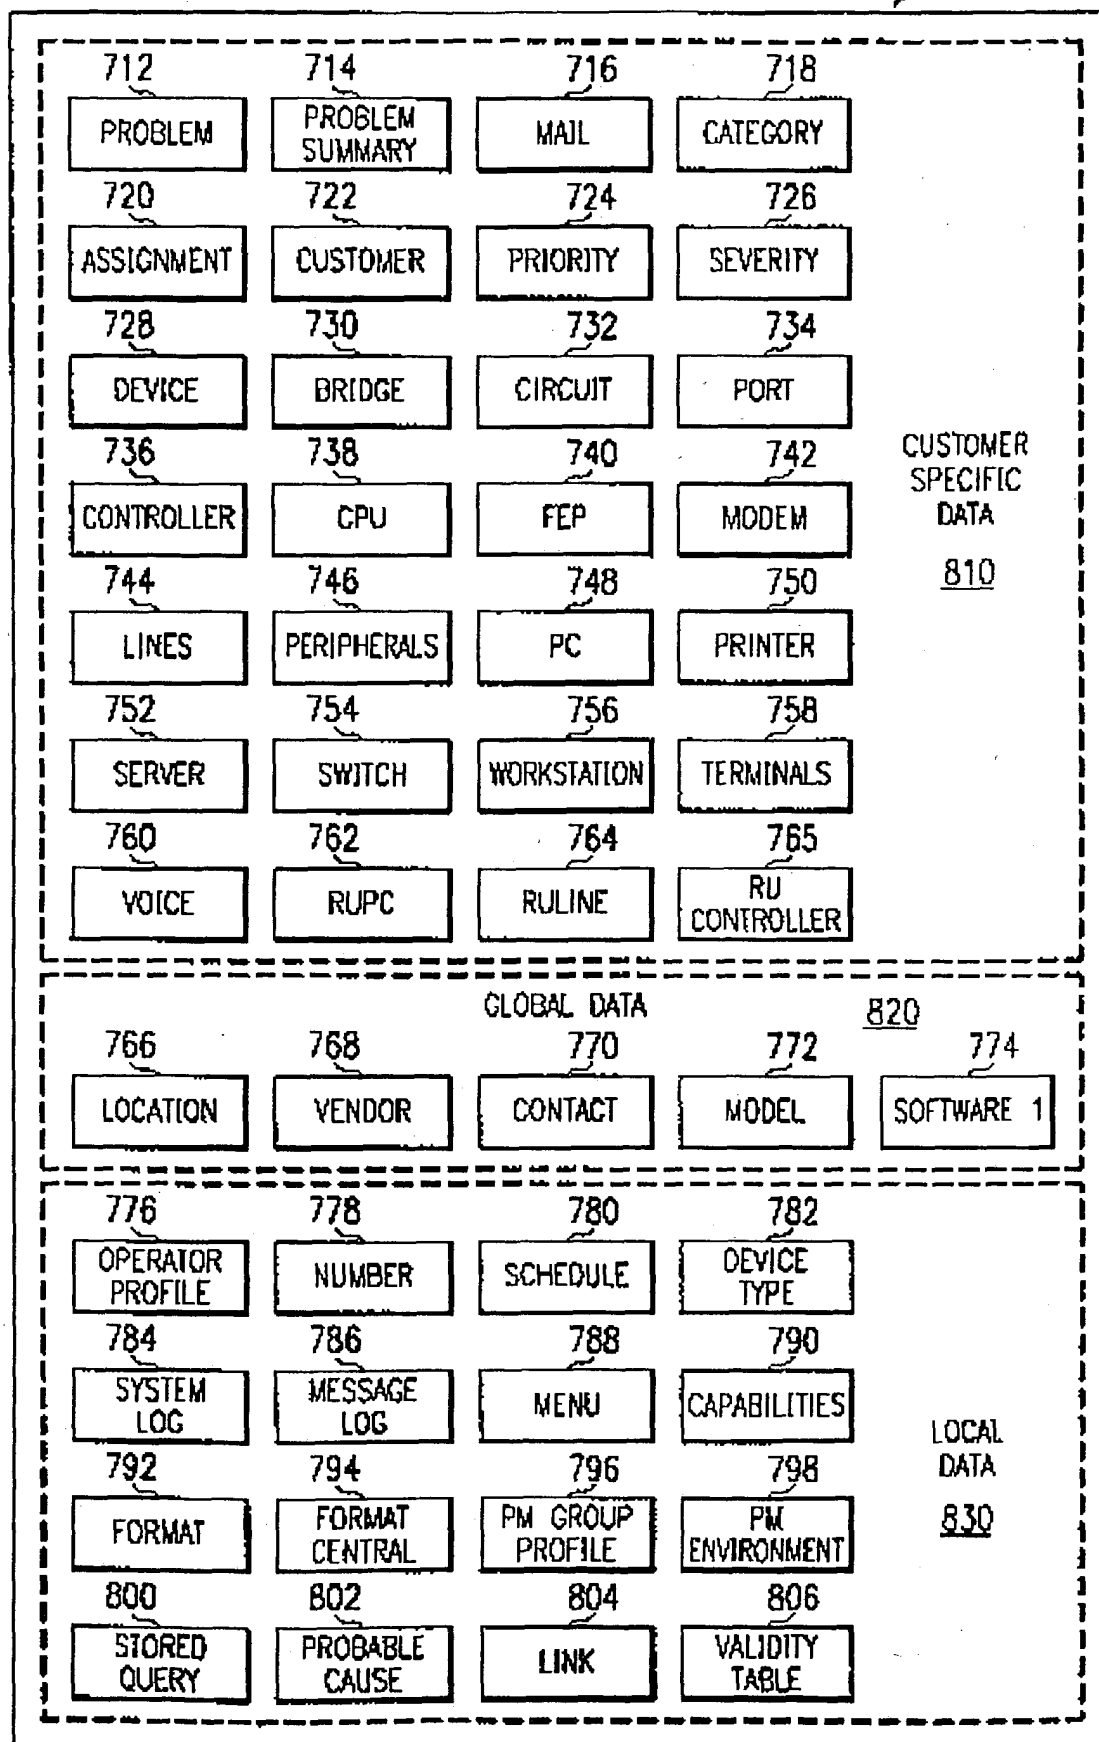 712 714 716 718
PROBLEM
PROBLEM
SUMMARY
MAIL
CATEGORY
720 722 724 726
ASSIGNMENT CUSTOMER PRIORITY SEVERITY
728 730 732 734
DEVICE BRIDGE CIRCUIT PORT
736 738 740 742
CONTROLLER CPU FEP MODEM
CUSTOMER
SPECIFIC
DATA
810
744 746 748 750
LINES PERIPHERALS PC PRINTER
752 754 756 758
SERVER SWITCH WORKSTATION TERMINALS
760 762 764 765
VOICE RUPC RULINE
RU
CONTROLLER
GLOBAL DATA 820
766 768 770 772 774
LOCATION VENDOR CONTACT MODEL SOFTWARE 1
776 778 780 782
OPERATOR
PROFILE
NUMBER
SCHEDULE
DEVICE
TYPE
784 786 788 790
SYSTEM
LOG
MESSAGE
LOG
MENU
CAPABILITIES
LOCAL
DATA
830
792 794 796 798
FORMAT
FORMAT
CENTRAL
PM GROUP
PROFILE
PM
ENVIRONMENT
800 802 804 806
STORED
QUERY
PROBABLE
CAUSE
LINK
VALIDITY
TABLE